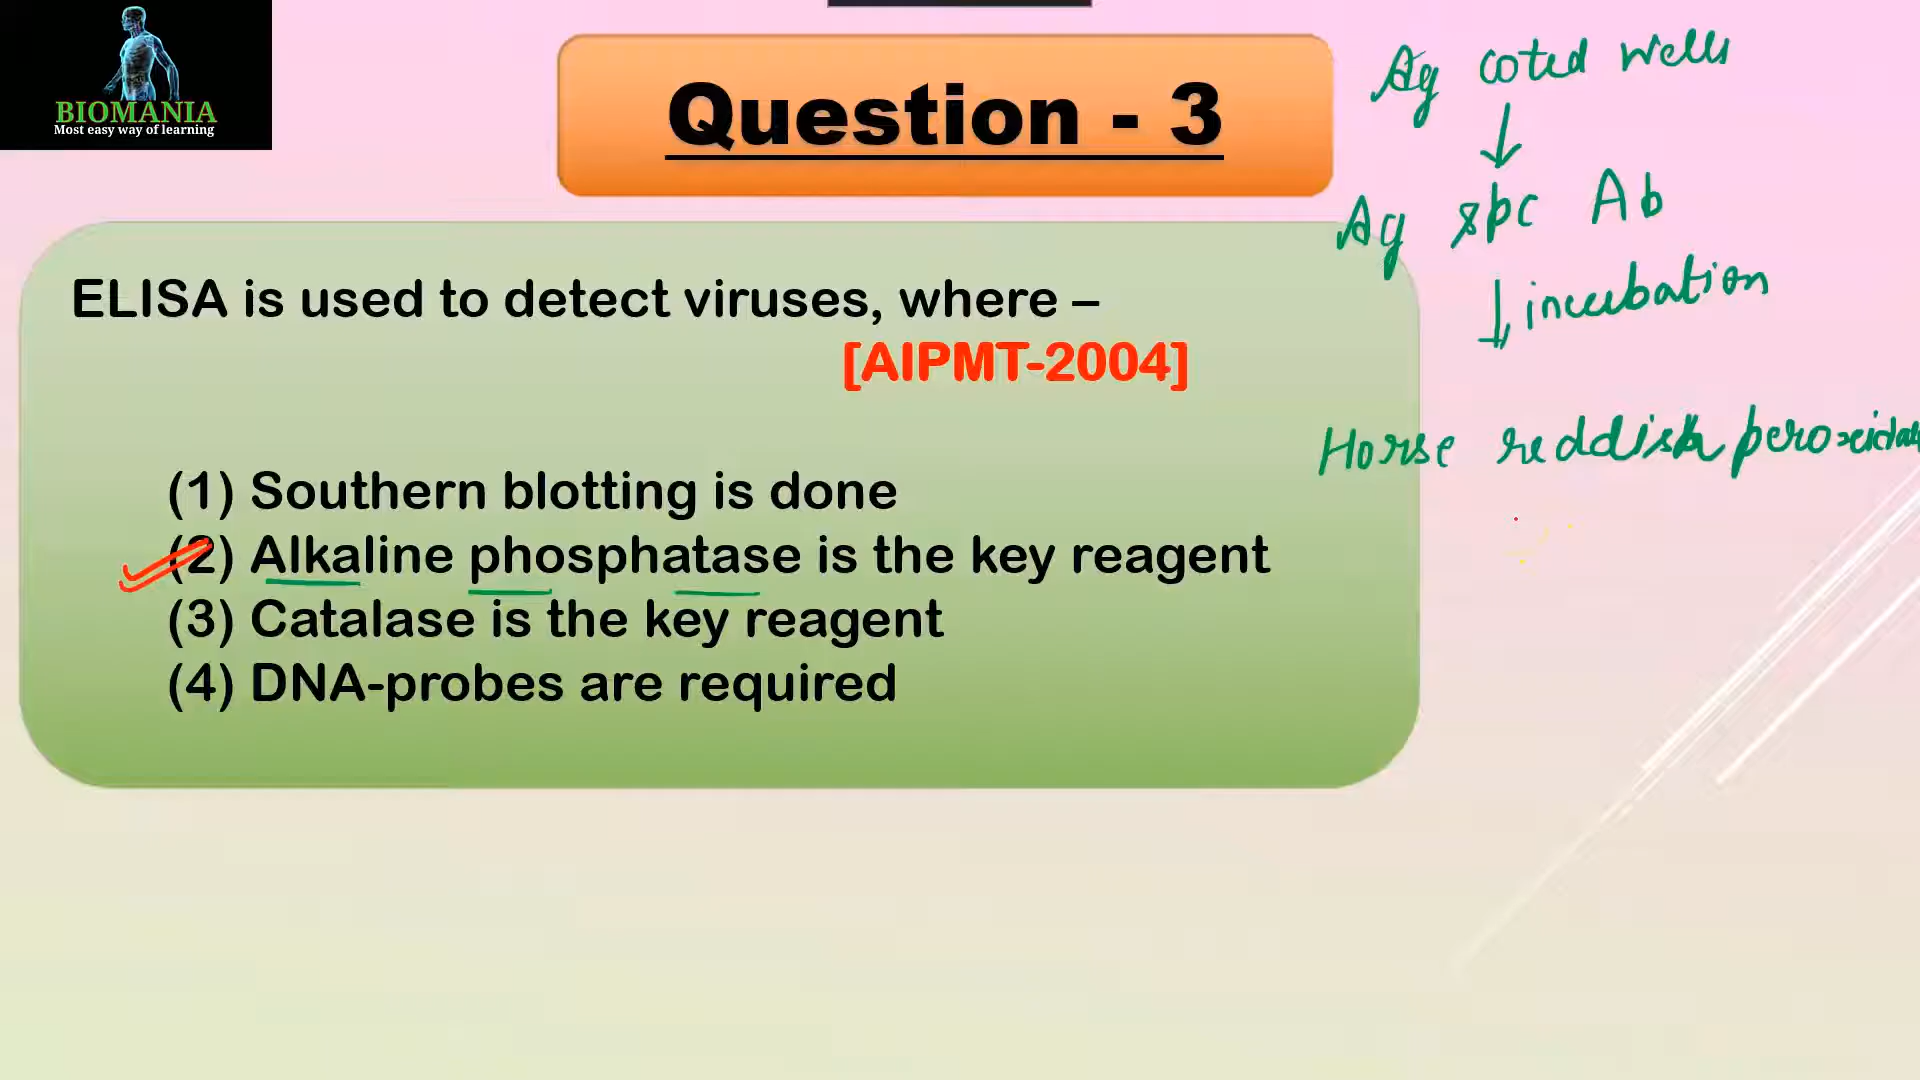 BIOMANIA
Most easy way of learning
Question - 3
ELISA is used to detect viruses, where –
[AIPMT-2004]
(1) Southern blotting is done
(2) Alkaline phosphatase is the key reagent
(3) Catalase is the key reagent
(4) DNA-probes are required
Ag coted wells
Ag spc Ab
incubation
Horse reddish